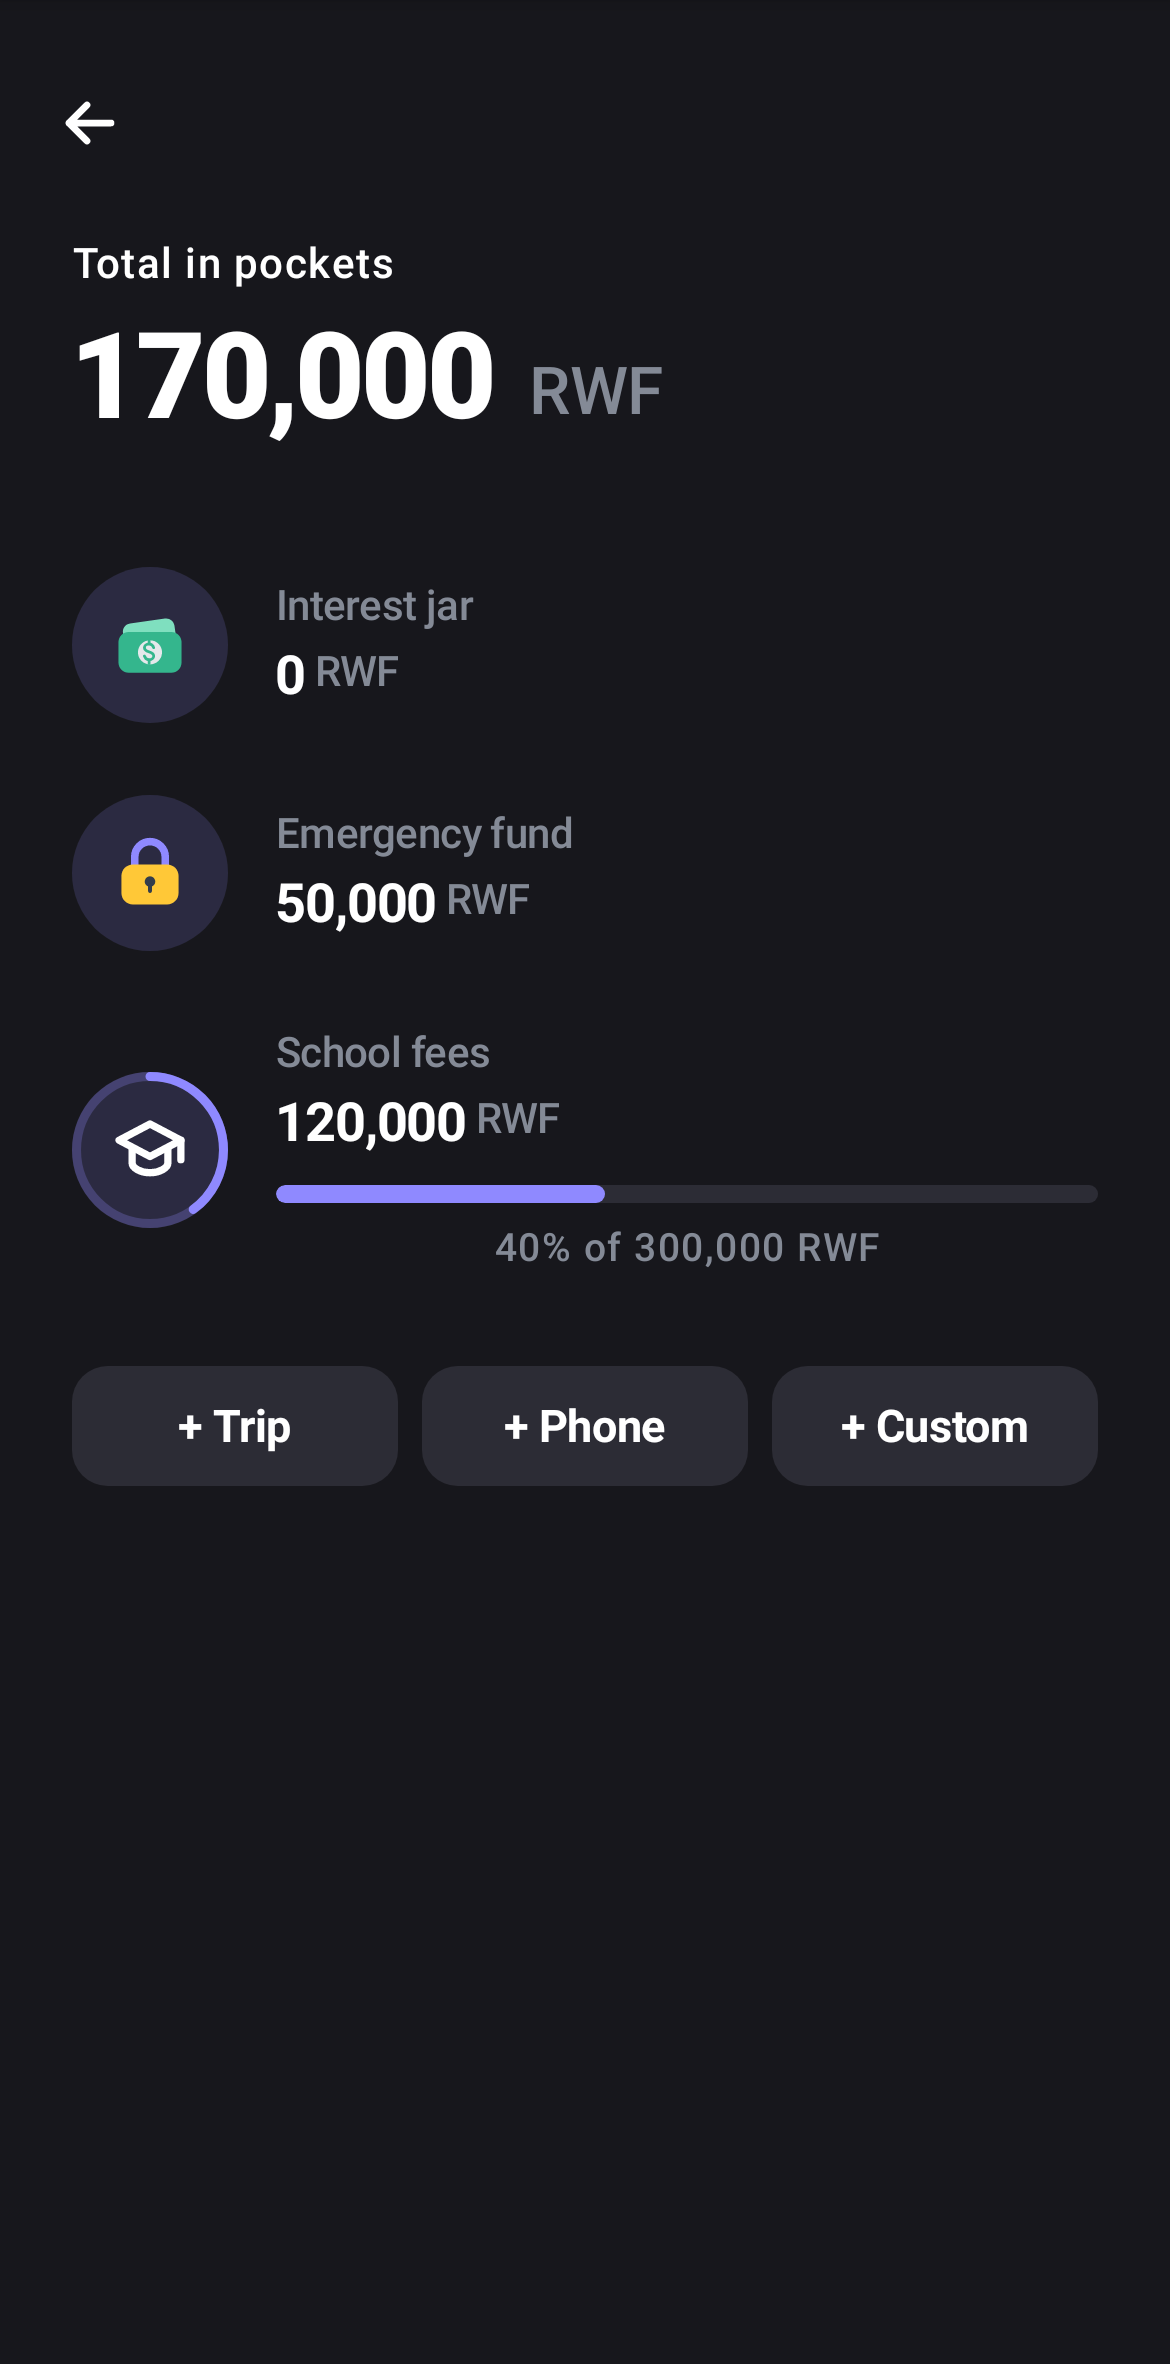 Total in pockets
170,000 RWF
Interest jar
0 RWF
Emergency fund
50,000 RWF
School fees
120,000 RWF
40% of 300,000 RWF
+ Trip
+ Phone
+ Custom